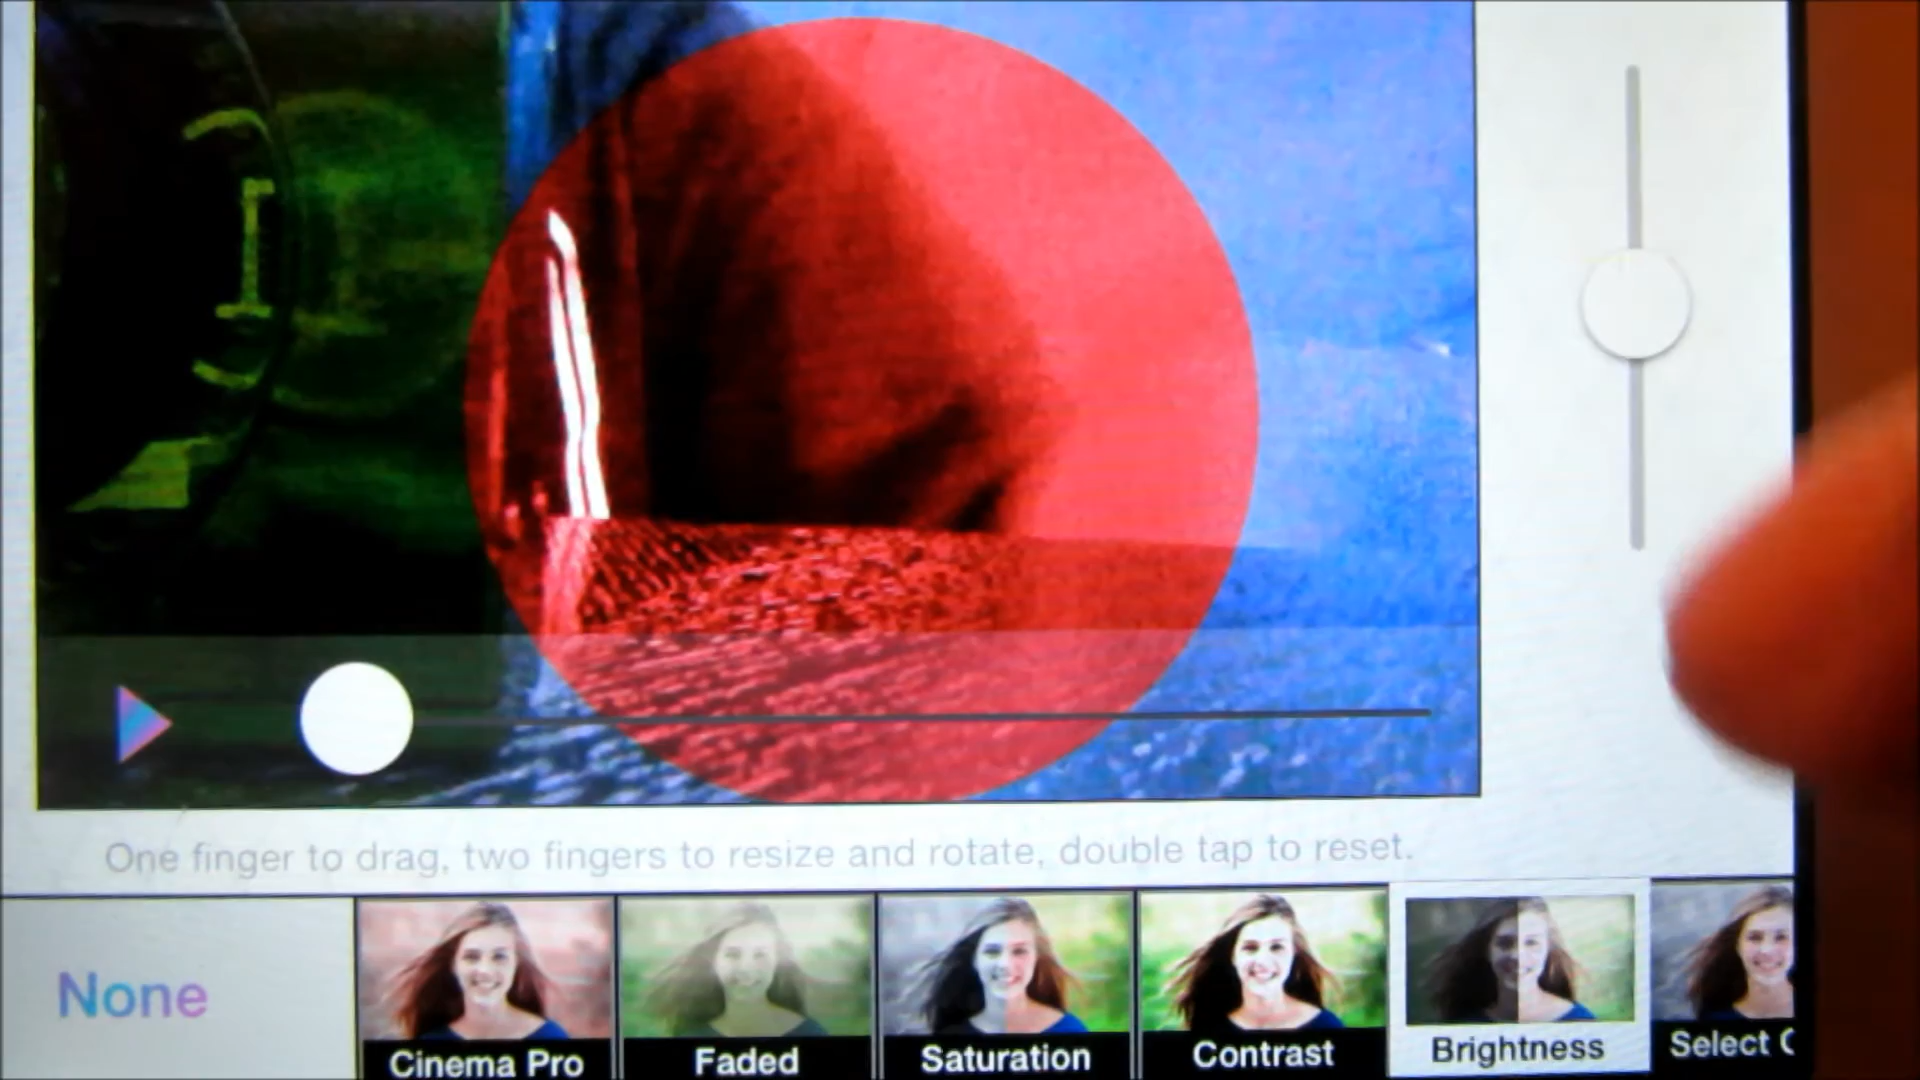 One finger to drag, two fingers to resize and rotate, double tap to reset.
None
Cinema Pro
Faded
Saturation
Contrast
Brightness
Select